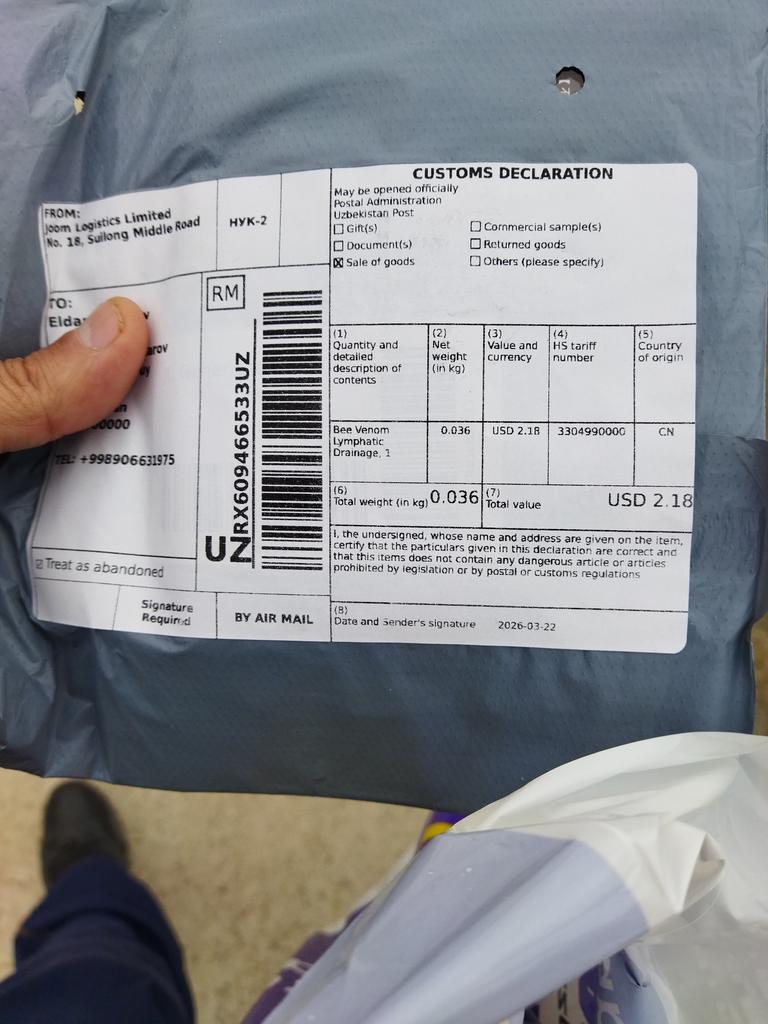 FROM:
Joom Logistics Limited
No. 18, Suilong Middle Road
НУК-2
TO:
TEL: +998906631975
Treat as abandoned
Signature
Required
BY AIR MAIL
RM
UZ
RX609466533UZ
CUSTOMS DECLARATION
May be opened officially
Postal Administration
Uzbekistan Post
Gift(s)
Commercial sample(s)
Document(s)
Returned goods
Sale of goods
Others (please specify)
(1)
Quantity and
detailed
description of
contents
(2)
Net
weight
(in kg)
(3)
Value and
currency
(4)
HS tariff
number
(5)
Country
of origin
Bee Venom
Lymphatic
Drainage, 1
0.036
USD 2.18
3304990000
CN
(6)
Total weight (in kg) 0.036
(7)
Total value
USD 2.18
I, the undersigned, whose name and address are given on the item,
certify that the particulars given in this declaration are correct and
that this items does not contain any dangerous article or articles
prohibited by legislation or by postal or customs regulations
(8)
Date and Sender's signature 2026-03-22